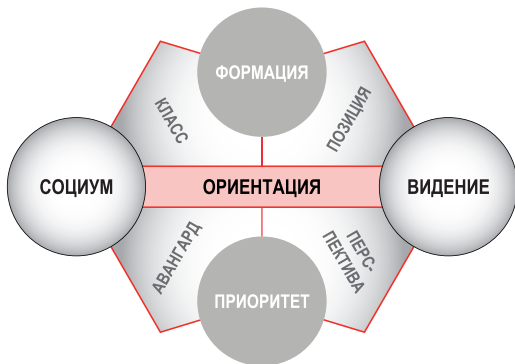 ФОРМАЦИЯ
КЛАСС
ПОЗИЦИЯ
СОЦИУМ
ОРИЕНТАЦИЯ
ВИДЕНИЕ
АВАНГАРД
ПЕРС-
ПЕКТИВА
ПРИОРИТЕТ